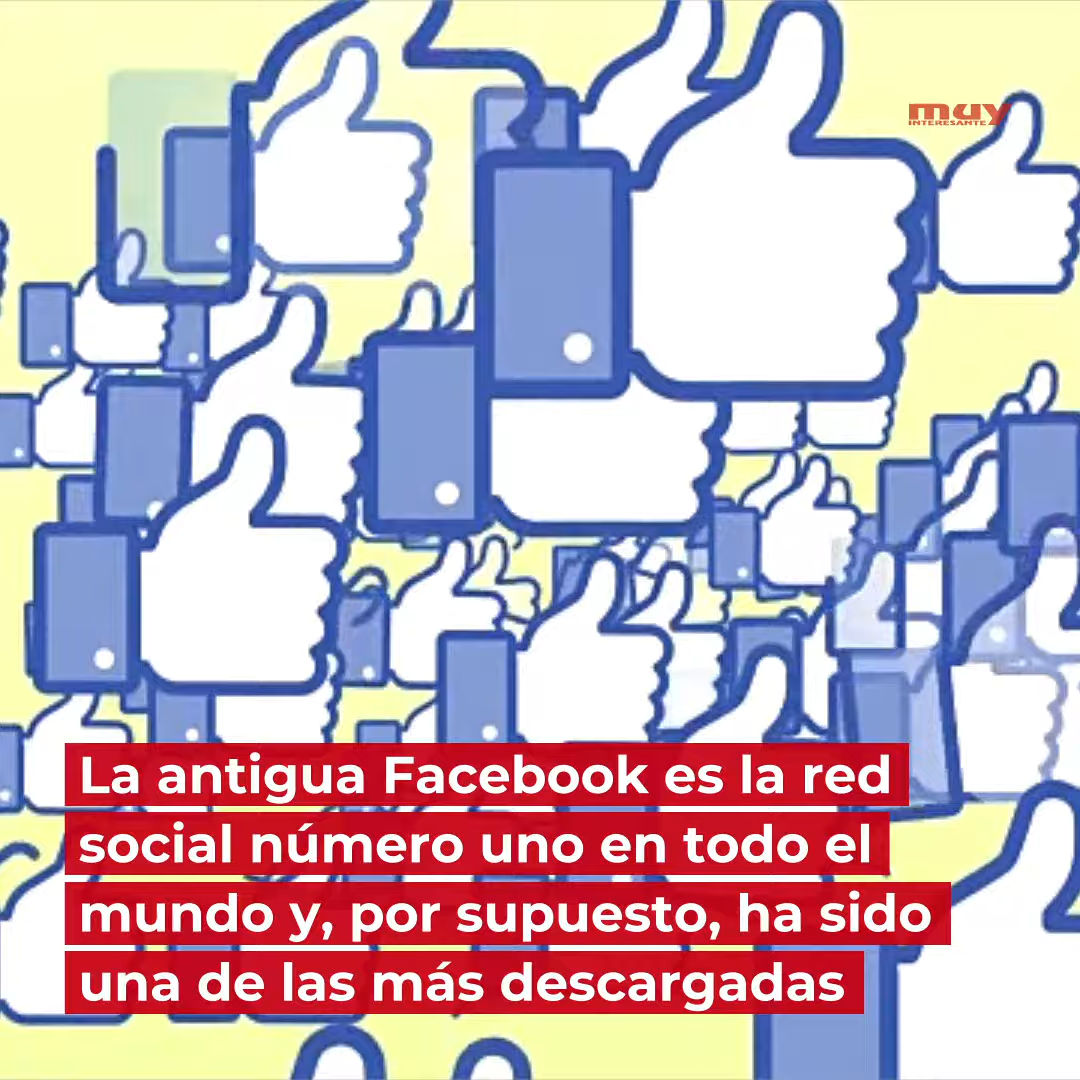 muy
INTERESANTE
La antigua Facebook es la red
social número uno en todo el
mundo y, por supuesto, ha sido
una de las más descargadas